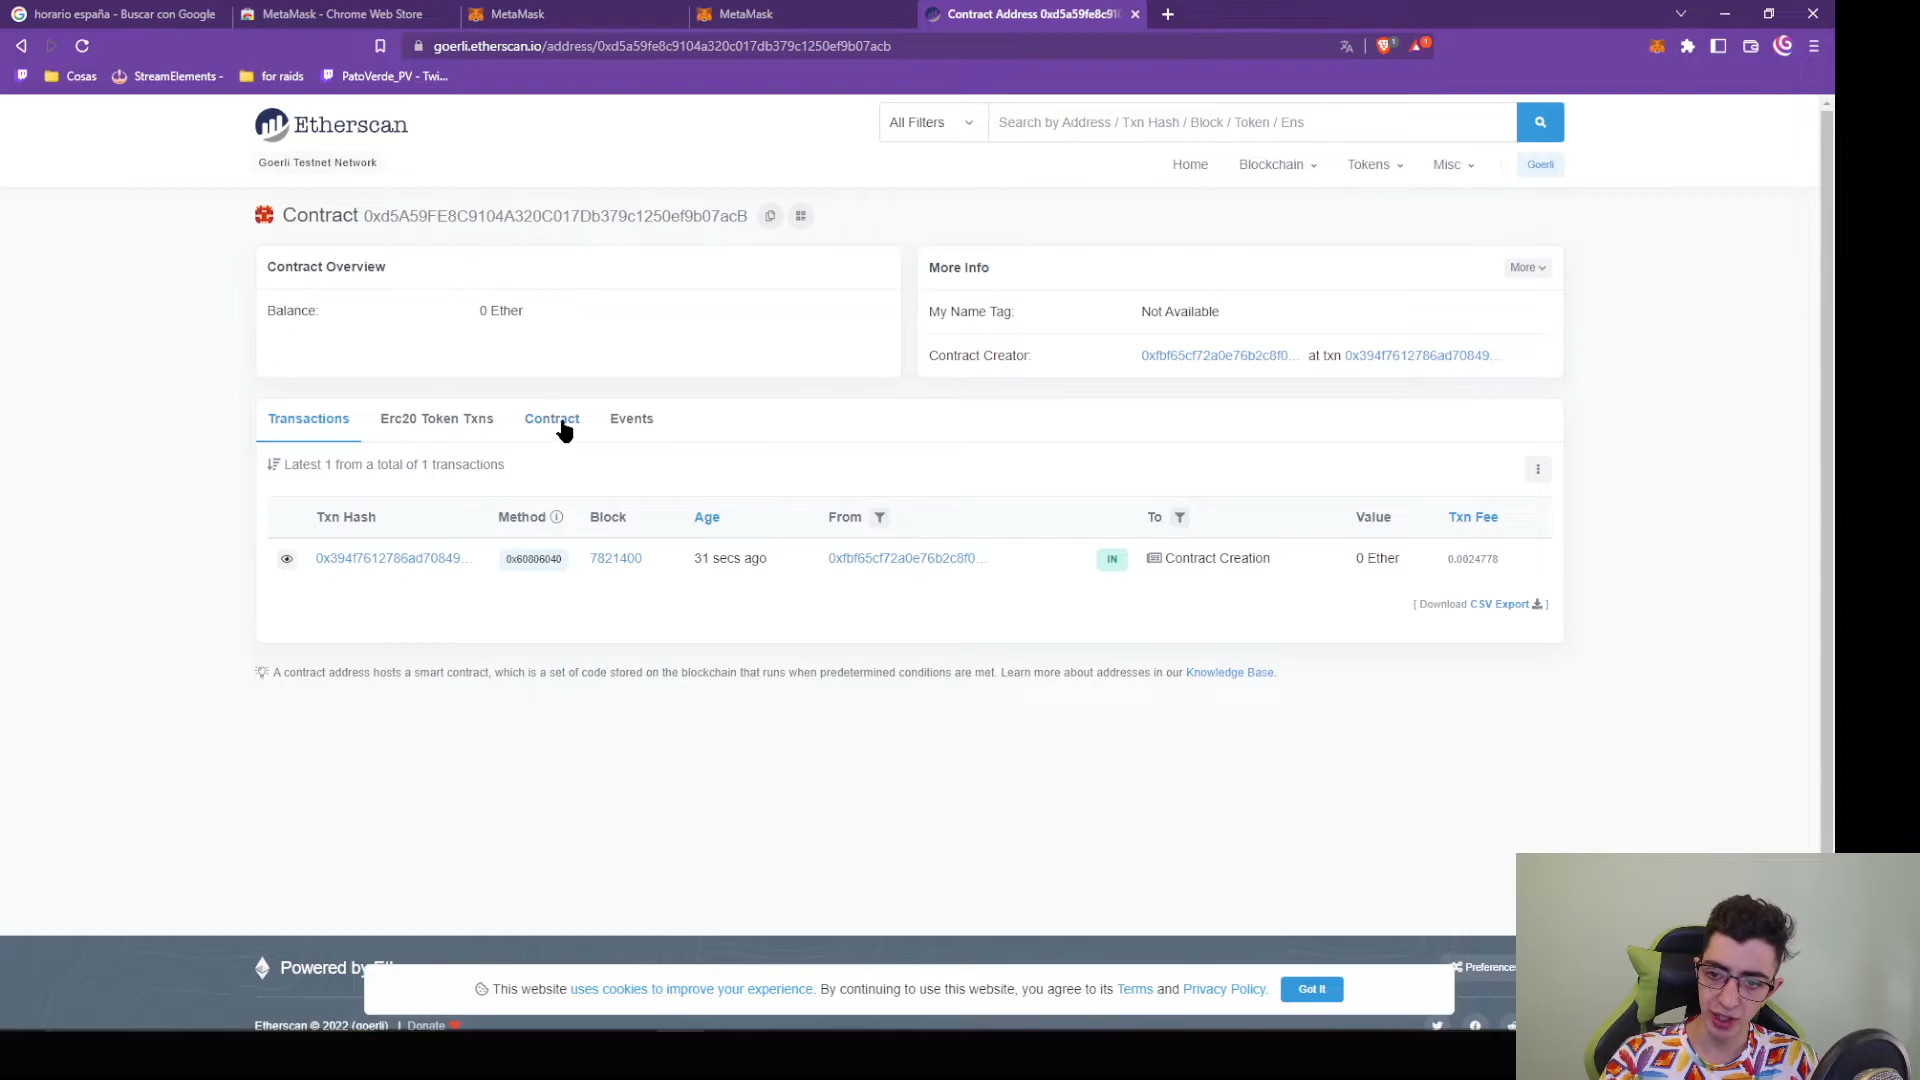 horario españa - Buscar con Google
MetaMask - Chrome Web Store
MetaMask
MetaMask
Contract Address 0xd5a59fe8c91
goerli.etherscan.io/address/0xd5a59fe8c9104a320c017db379c1250ef9b07acb
1
1
Cosas
StreamElements -
for raids
PatoVerde_PV - Twi...
Etherscan
All Filters
Search by Address / Txn Hash / Block / Token / Ens
Goerli Testnet Network
Home
Blockchain
Tokens
Misc
Goerli
Contract 0xd5A59FE8C9104A320C017Db379c1250ef9b07acB
Contract Overview
More Info
More
Balance:
0 Ether
My Name Tag:
Not Available
Contract Creator:
0xfbf65cf72a0e76b2c8f0... at txn 0x394f7612786ad70849...
Transactions
Erc20 Token Txns
Contract
Events
Latest 1 from a total of 1 transactions
Txn Hash
Method
Block
Age
From
To
Value
Txn Fee
0x394f7612786ad70849...
0x60806040
7821400
31 secs ago
0xfbf65cf72a0e76b2c8f0...
IN
Contract Creation
0 Ether
0.0024778
[ Download CSV Export ]
A contract address hosts a smart contract, which is a set of code stored on the blockchain that runs when predetermined conditions are met. Learn more about addresses in our Knowledge Base.
Powered by
Preferences
This website uses cookies to improve your experience. By continuing to use this website, you agree to its Terms and Privacy Policy.
Got It
Etherscan © 2022 (goerli) | Donate